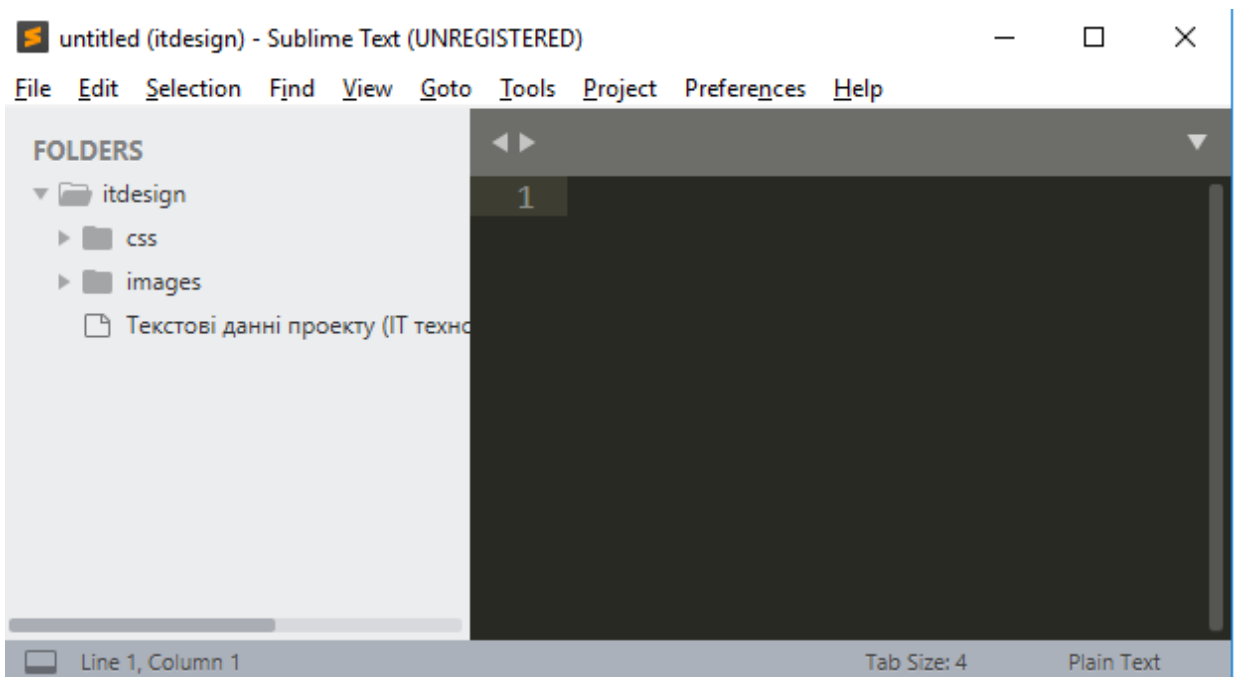 untitled (itdesign) - Sublime Text (UNREGISTERED)
File Edit Selection Find View Goto Tools Project Preferences Help
FOLDERS
itdesign
css
images
Текстові данні проекту (ІТ техно
1
Line 1, Column 1 Tab Size: 4 Plain Text